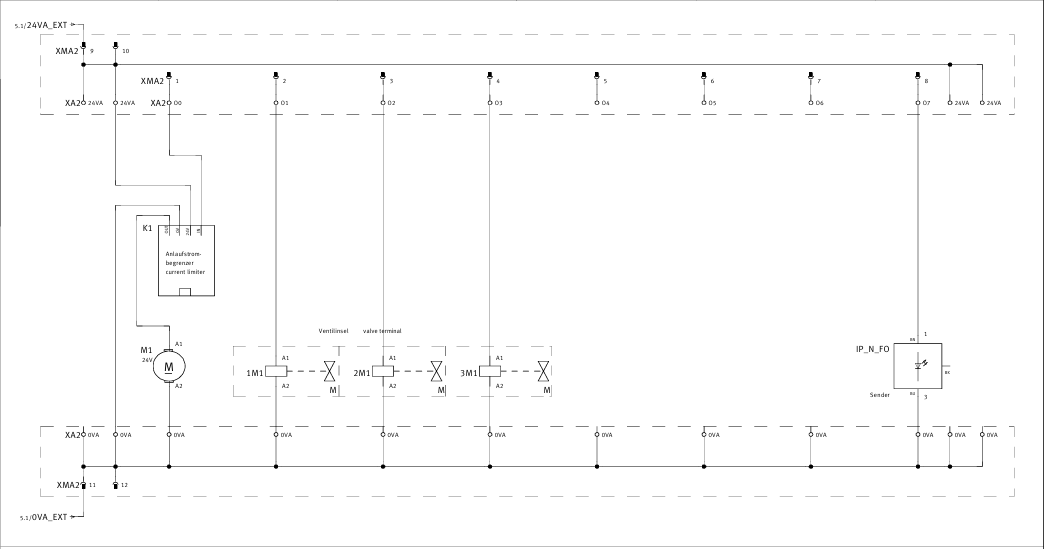 5.1/24VA_EXT
XMA2 9 10
XMA2 1 2 3 4 5 6 7 8
XA2 24VA 24VA XA2 O0 O1 O2 O3 O4 O5 O6 O7 24VA 24VA
K1
Anlaufstrom-
begrenzer
current limiter
Ventilinsel valve terminal
1
IP_N_FO
M1
24V
A1
M
A2
1M1 A1 A2 M
2M1 A1 A2 M
3M1 A1 A2 M
Sender
3
XA2 0VA 0VA 0VA 0VA 0VA 0VA 0VA 0VA 0VA 0VA 0VA 0VA
XMA2 11 12
5.1/0VA_EXT